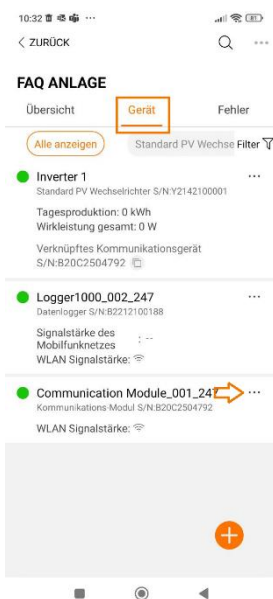 10:32
81
< ZURÜCK
FAQ ANLAGE
Übersicht
Gerät
Fehler
Alle anzeigen
Standard PV Wechse
Filter
Inverter 1
Standard PV Wechselrichter S/N:Y2142100001
Tagesproduktion: 0 kWh
Wirkleistung gesamt: 0 W
Verknüpftes Kommunikationsgerät
S/N:B20C2504792
Logger1000_002_247
Datenlogger S/N:B2212100188
Signalstärke des
Mobilfunknetzes : --
WLAN Signalstärke:
Communication Module_001_247
Kommunikations-Modul S/N:B20C2504792
WLAN Signalstärke: